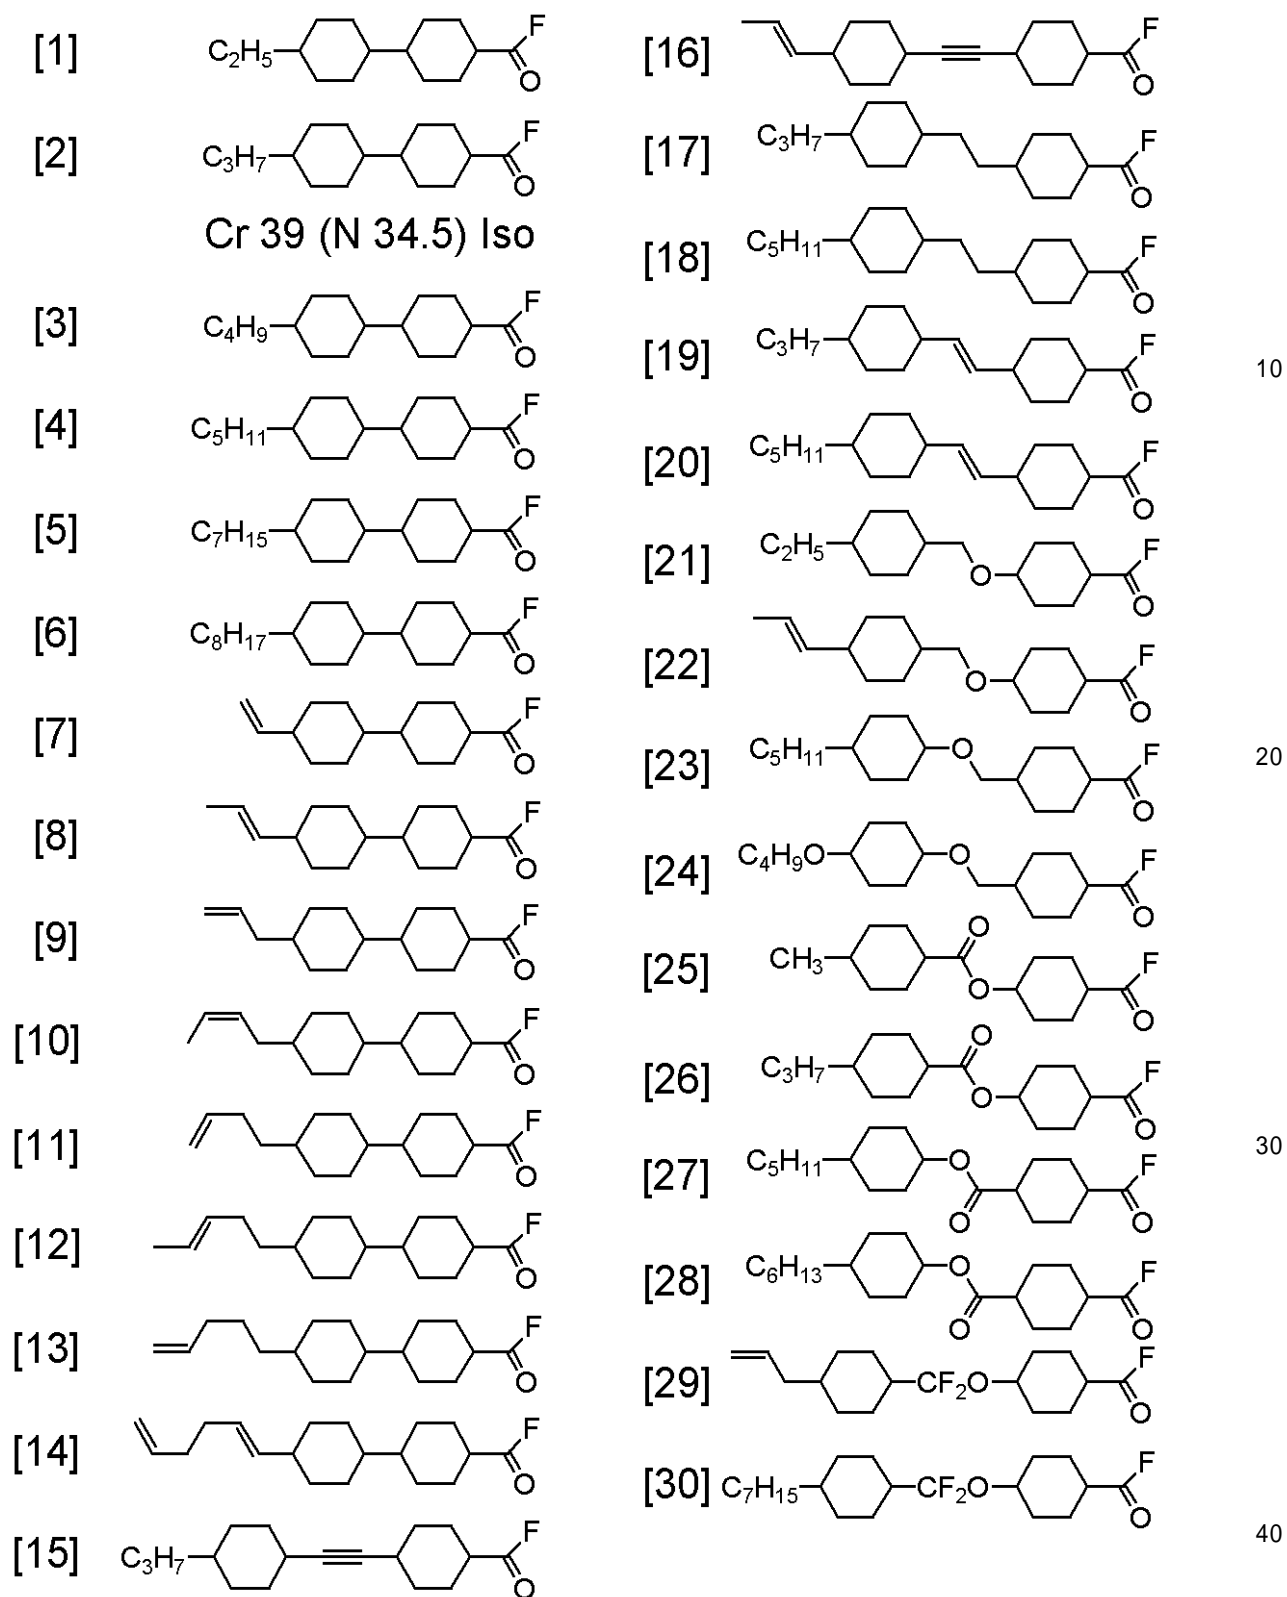 [1] C₂H₅ F O
[2] C₃H₇ F O
Cr 39 (N 34.5) Iso
[3] C₄H₉ F O
[4] C₅H₁₁ F O
[5] C₇H₁₅ F O
[6] C₈H₁₇ F O
[7] F O
[8] F O
[9] F O
[10] F O
[11] F O
[12] F O
[13] F O
[14] F O
[15] C₃H₇ F O
[16] F O
[17] C₃H₇ F O
[18] C₅H₁₁ F O
[19] C₃H₇ F O
[20] C₅H₁₁ F O
[21] C₂H₅ O F O
[22] O F O
[23] C₅H₁₁ O F O
[24] C₄H₉O O F O
[25] CH₃ O O F O
[26] C₃H₇ O O F O
[27] C₅H₁₁ O O F O
[28] C₆H₁₃ O O F O
[29] CF₂O F O
[30] C₇H₁₅ CF₂O F O
10
20
30
40